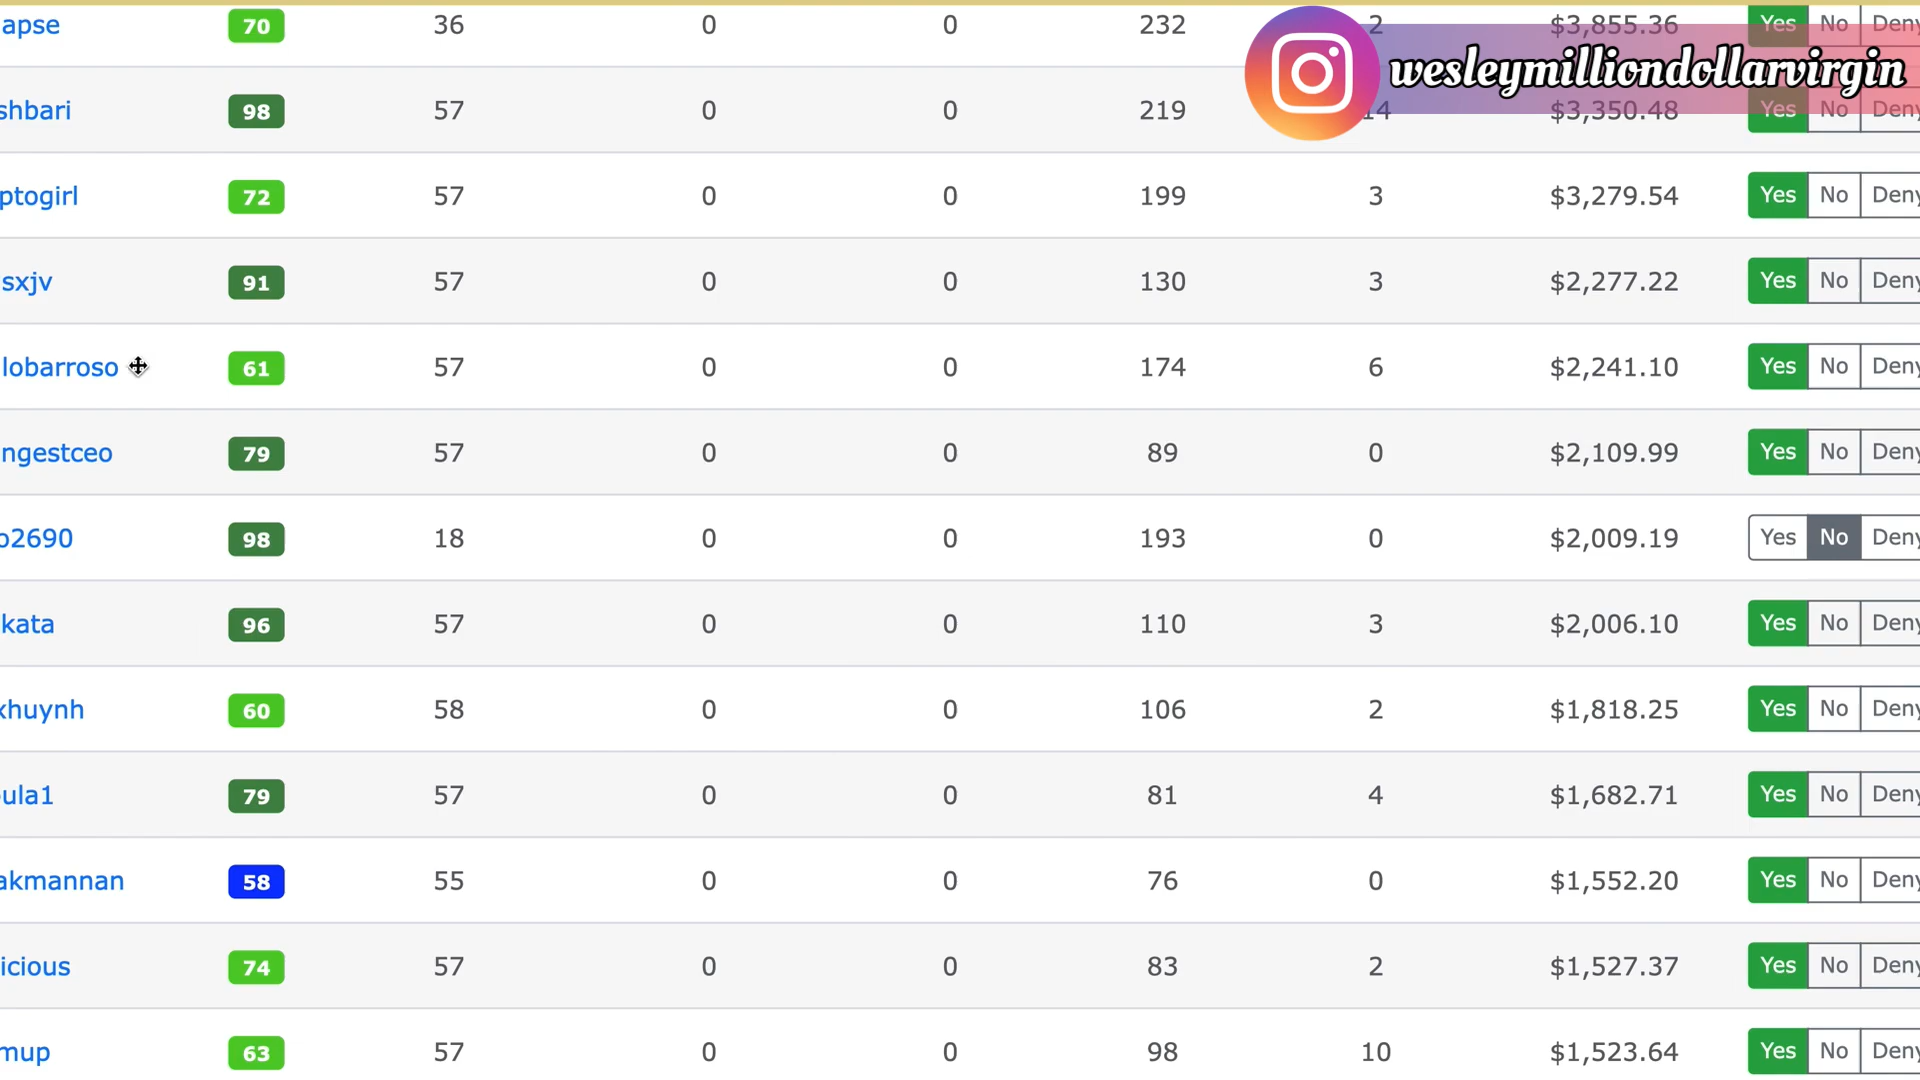 apse 70 36 0 0 232 2 $3,855.36 Yes No Deny
wesleymilliondollarvirgin
shbari 98 57 0 0 219 14 $3,350.48 Yes No Deny
ptogirl 72 57 0 0 199 3 $3,279.54 Yes No Deny
sxjv 91 57 0 0 130 3 $2,277.22 Yes No Deny
lobarroso 61 57 0 0 174 6 $2,241.10 Yes No Deny
ngestceo 79 57 0 0 89 0 $2,109.99 Yes No Deny
o2690 98 18 0 0 193 0 $2,009.19 Yes No Deny
kata 96 57 0 0 110 3 $2,006.10 Yes No Deny
khuynh 60 58 0 0 106 2 $1,818.25 Yes No Deny
ula1 79 57 0 0 81 4 $1,682.71 Yes No Deny
akmannan 58 55 0 0 76 0 $1,552.20 Yes No Deny
icious 74 57 0 0 83 2 $1,527.37 Yes No Deny
mup 63 57 0 0 98 10 $1,523.64 Yes No Deny